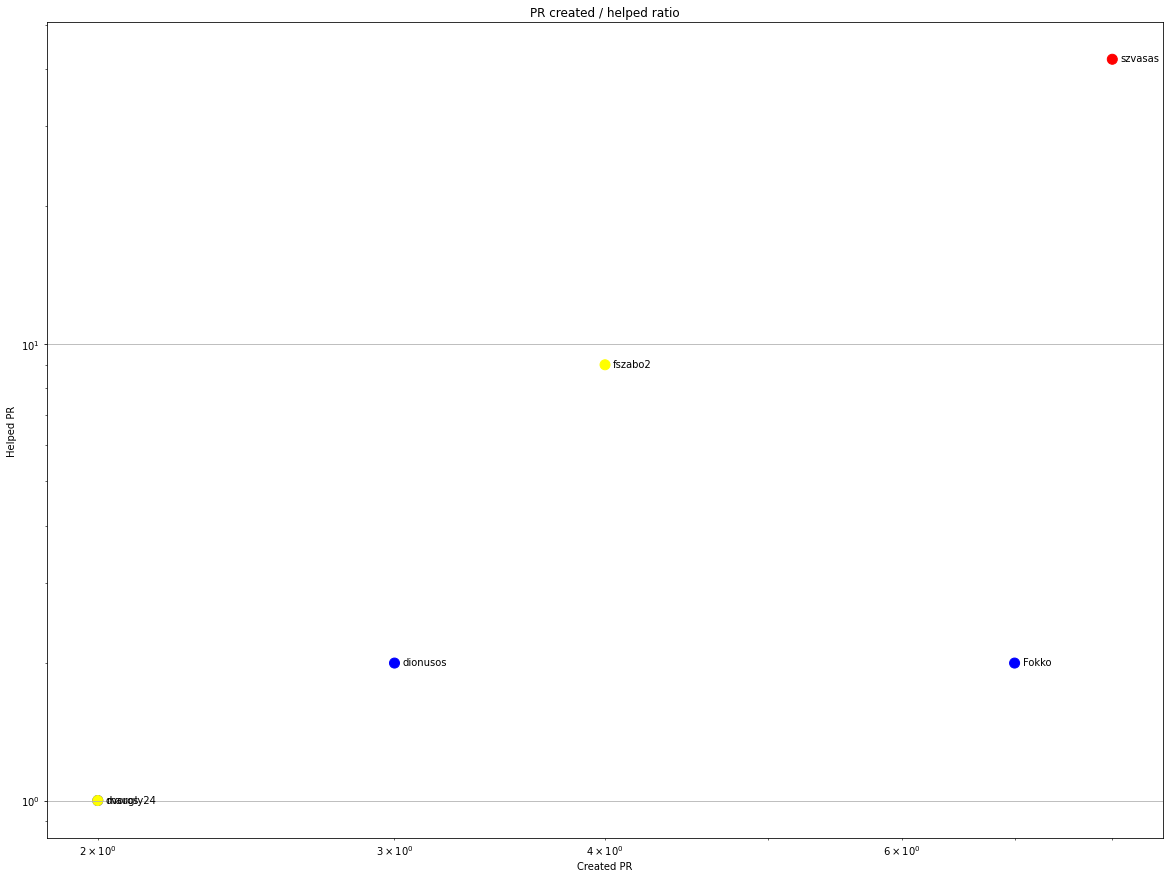 PR created / helped ratio
szvasas
10¹
fszabo2
Helped PR
dionusos
Fokko
10⁰
2 × 10⁰
3 × 10⁰
4 × 10⁰
6 × 10⁰
Created PR